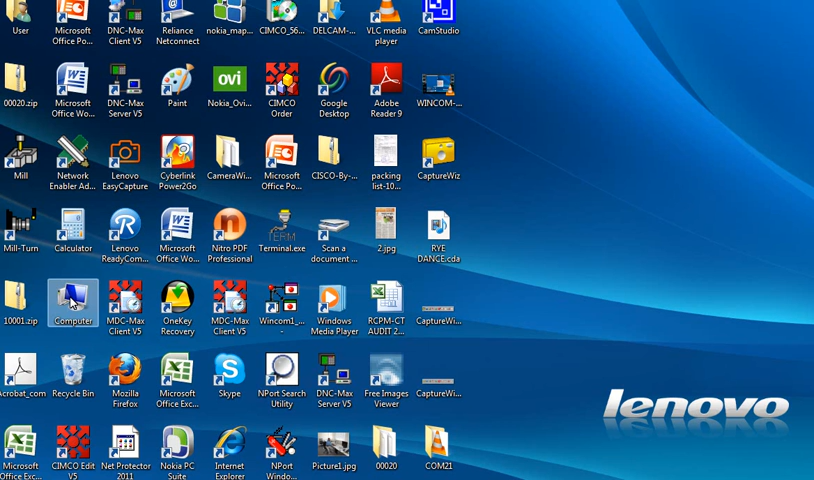 User
Microsoft
Office Po...
DNC-Max
Client V5
Reliance
Netconnect
nokia_map...
CIMCO_56...
DELCAM-...
VLC media
player
CamStudio
00020.zip
Microsoft
Office Wo...
DNC-Max
Server V5
Paint
ovi
Nokia_Ovi...
CIMCO
Order
Google
Desktop
Adobe
Reader 9
WINCOM-...
Mill
Network
Enabler Ad...
Lenovo
EasyCapture
Cyberlink
Power2Go
CameraWi...
Microsoft
Office Po...
CISCO-By-...
packing
list-10...
CaptureWiz
Mill-Turn
Calculator
Lenovo
ReadyCom...
Microsoft
Office Wo...
Nitro PDF
Professional
TERM
Terminal.exe
Scan a
document ...
2.jpg
RYE
DANCE.cda
10001.zip
Computer
MDC-Max
Client V5
OneKey
Recovery
MDC-Max
Client V5
Wincom1_...
-
Windows
Media Player
RCPM-CT
AUDIT 2...
CaptureWi...
Acrobat_com
Recycle Bin
Mozilla
Firefox
Microsoft
Office Exc...
Skype
NPort Search
Utility
DNC-Max
Server V5
Free Images
Viewer
CaptureWi...
lenovo
Microsoft
Office Exc...
CIMCO Edit
V5
Net Protector
2011
Nokia PC
Suite
Internet
Explorer
NPort
Windo...
Picture1.jpg
00020
COM21